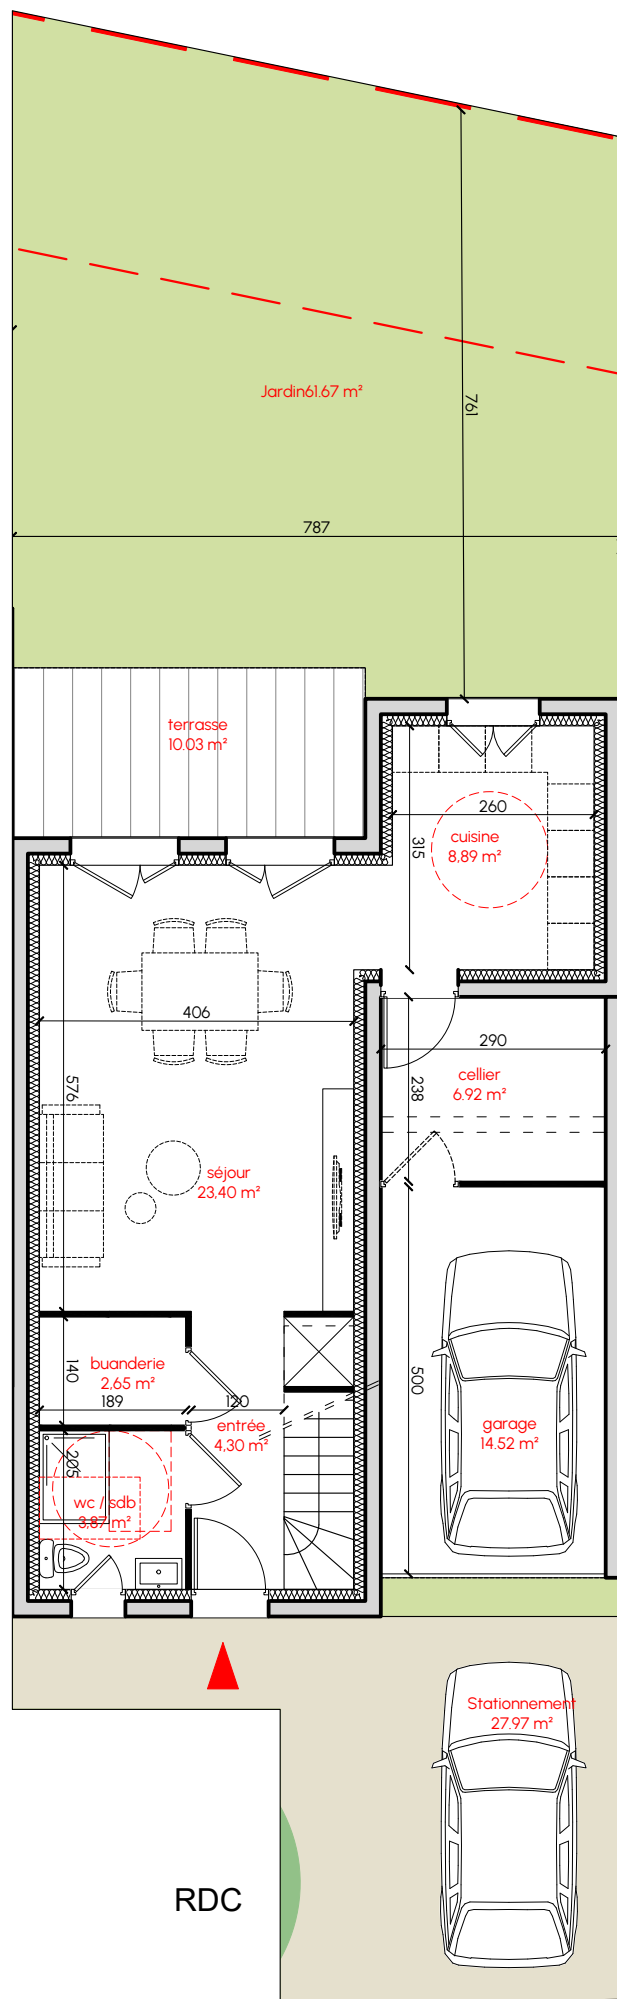 Jardin61.67 m²
761
787
terrasse
10.03 m²
260
cuisine
8,89 m²
315
406
290
cellier
6.92 m²
238
576
séjour
23,40 m²
buanderie
2,65 m²
140
189
120
entrée
4,30 m²
500
garage
14.52 m²
205
wc / sdb
3,87 m²
Stationnement
27.97 m²
RDC